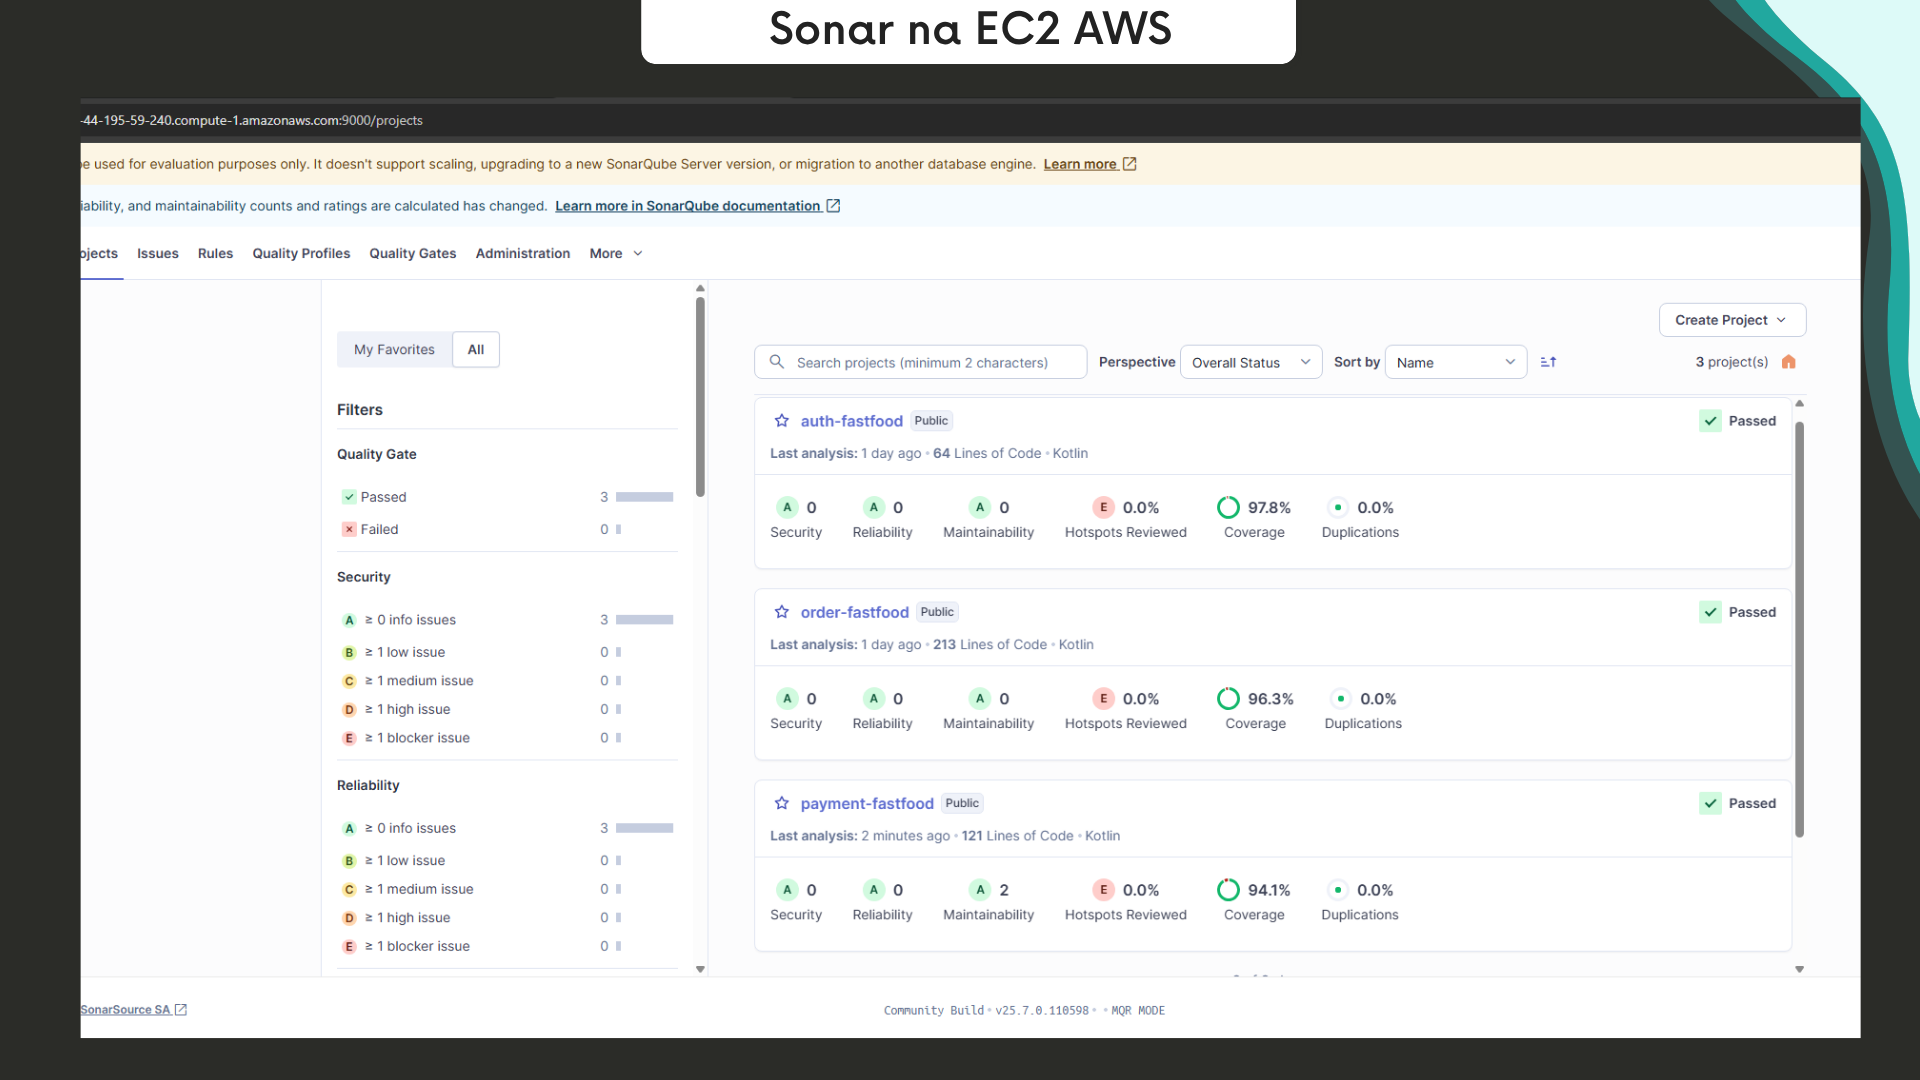 Sonar na EC2 AWS
-44-195-59-240.compute-1.amazonaws.com:9000/projects
be used for evaluation purposes only. It doesn't support scaling, upgrading to a new SonarQube Server version, or migration to another database engine. Learn more
iability, and maintainability counts and ratings are calculated has changed. Learn more in SonarQube documentation
ojects Issues Rules Quality Profiles Quality Gates Administration More
Create Project
My Favorites All
Search projects (minimum 2 characters) Perspective Overall Status Sort by Name 3 project(s)
Filters
Quality Gate
Passed 3
Failed 0
Security
A ≥ 0 info issues 3
B ≥ 1 low issue 0
C ≥ 1 medium issue 0
D ≥ 1 high issue 0
E ≥ 1 blocker issue 0
Reliability
A ≥ 0 info issues 3
B ≥ 1 low issue 0
C ≥ 1 medium issue 0
D ≥ 1 high issue 0
E ≥ 1 blocker issue 0
auth-fastfood Public Passed
Last analysis: 1 day ago • 64 Lines of Code • Kotlin
A 0 A 0 A 0 E 0.0% 97.8% 0.0%
Security Reliability Maintainability Hotspots Reviewed Coverage Duplications
order-fastfood Public Passed
Last analysis: 1 day ago • 213 Lines of Code • Kotlin
A 0 A 0 A 0 E 0.0% 96.3% 0.0%
Security Reliability Maintainability Hotspots Reviewed Coverage Duplications
payment-fastfood Public Passed
Last analysis: 2 minutes ago • 121 Lines of Code • Kotlin
A 0 A 0 A 2 E 0.0% 94.1% 0.0%
Security Reliability Maintainability Hotspots Reviewed Coverage Duplications
SonarSource SA
Community Build • v25.7.0.110598 • • MQR MODE